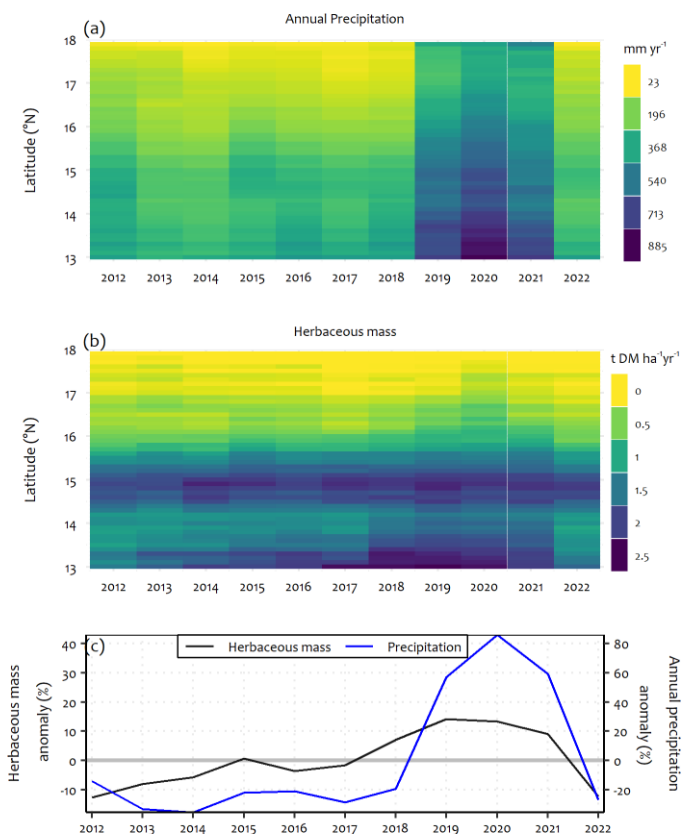 Annual Precipitation
(a)
mm yr⁻¹
Latitude (°N)
18
17
16
15
14
13
23
196
368
540
713
885
2012 2013 2014 2015 2016 2017 2018 2019 2020 2021 2022
Herbaceous mass
(b)
t DM ha⁻¹yr⁻¹
Latitude (°N)
18
17
16
15
14
13
0
0.5
1
1.5
2
2.5
2012 2013 2014 2015 2016 2017 2018 2019 2020 2021 2022
(c)
Herbaceous mass Precipitation
Herbaceous mass
anomaly (%)
40
30
20
10
0
-10
80
60
40
20
0
-20
Annual precipitation
anomaly (%)
2012 2013 2014 2015 2016 2017 2018 2019 2020 2021 2022